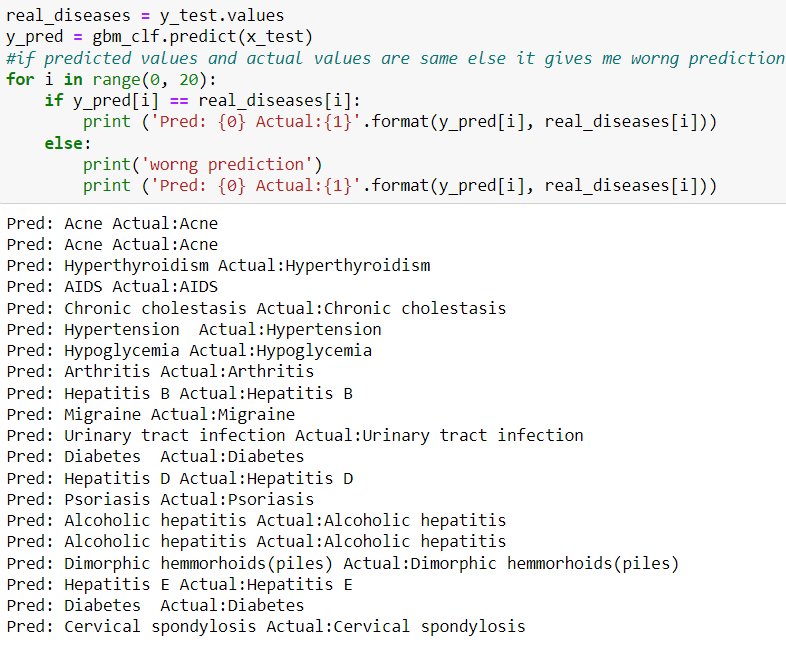 real_diseases = y_test.values
y_pred = gbm_clf.predict(x_test)
#if predicted values and actual values are same else it gives me worng prediction
for i in range(0, 20):
    if y_pred[i] == real_diseases[i]:
        print ('Pred: {0} Actual:{1}'.format(y_pred[i], real_diseases[i]))
    else:
        print('worng prediction')
        print ('Pred: {0} Actual:{1}'.format(y_pred[i], real_diseases[i]))
Pred: Acne Actual:Acne
Pred: Acne Actual:Acne
Pred: Hyperthyroidism Actual:Hyperthyroidism
Pred: AIDS Actual:AIDS
Pred: Chronic cholestasis Actual:Chronic cholestasis
Pred: Hypertension  Actual:Hypertension
Pred: Hypoglycemia Actual:Hypoglycemia
Pred: Arthritis Actual:Arthritis
Pred: Hepatitis B Actual:Hepatitis B
Pred: Migraine Actual:Migraine
Pred: Urinary tract infection Actual:Urinary tract infection
Pred: Diabetes  Actual:Diabetes
Pred: Hepatitis D Actual:Hepatitis D
Pred: Psoriasis Actual:Psoriasis
Pred: Alcoholic hepatitis Actual:Alcoholic hepatitis
Pred: Alcoholic hepatitis Actual:Alcoholic hepatitis
Pred: Dimorphic hemmorhoids(piles) Actual:Dimorphic hemmorhoids(piles)
Pred: Hepatitis E Actual:Hepatitis E
Pred: Diabetes  Actual:Diabetes
Pred: Cervical spondylosis Actual:Cervical spondylosis